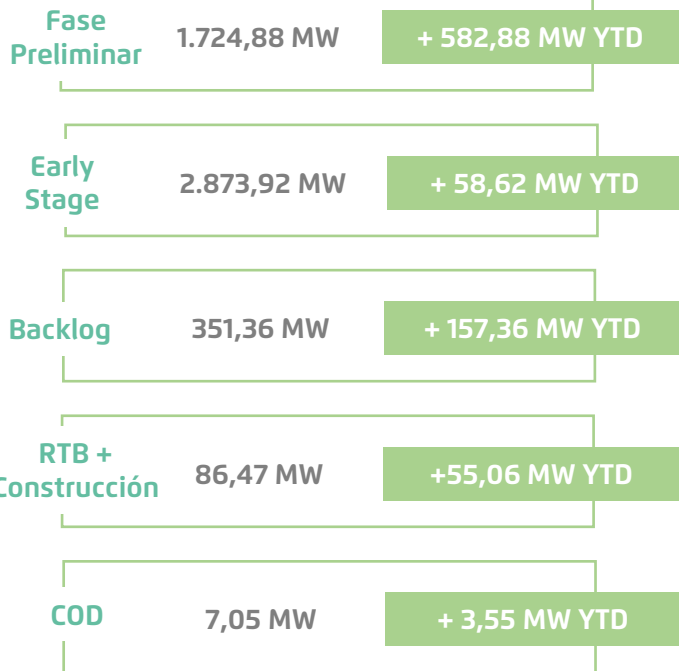 Fase
Preliminar
1.724,88 MW
+ 582,88 MW YTD
Early
Stage
2.873,92 MW
+ 58,62 MW YTD
Backlog
351,36 MW
+ 157,36 MW YTD
RTB +
Construcción
86,47 MW
+55,06 MW YTD
COD
7,05 MW
+ 3,55 MW YTD